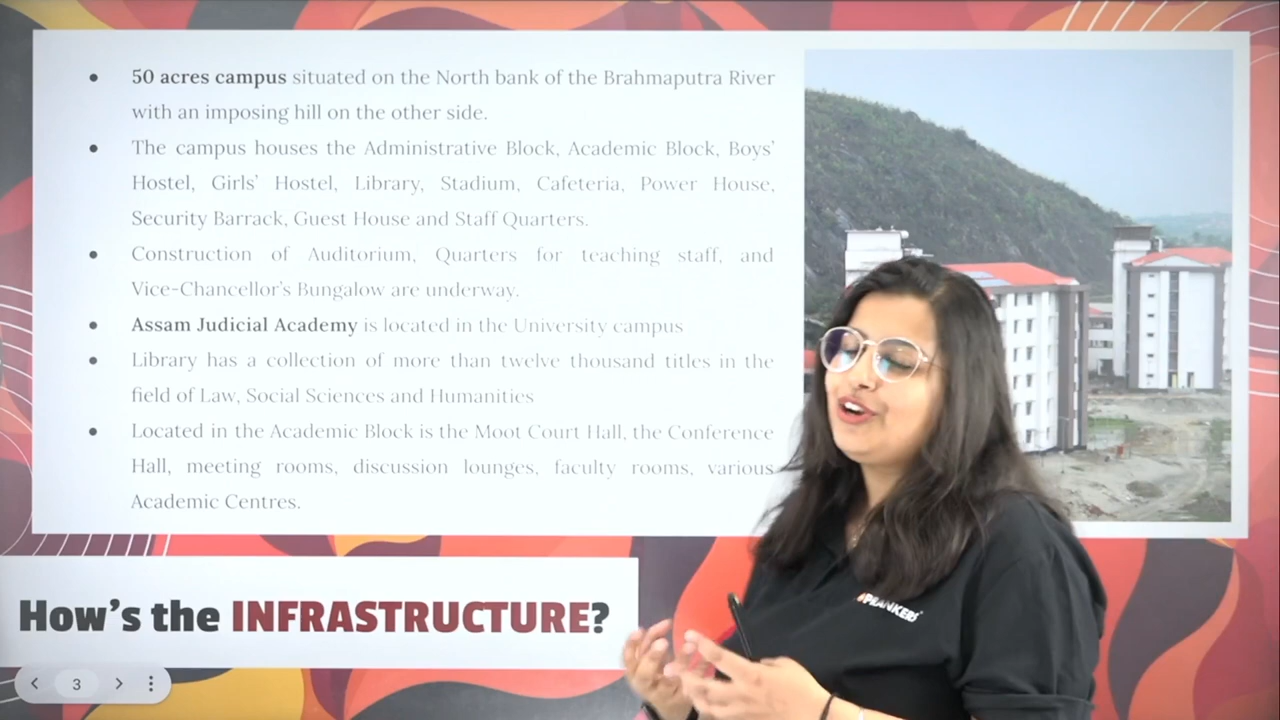 ● 50 acres campus situated on the North bank of the Brahmaputra River
with an imposing hill on the other side.
● The campus houses the Administrative Block, Academic Block, Boys'
Hostel, Girls' Hostel, Library, Stadium, Cafeteria, Power House,
Security Barrack, Guest House and Staff Quarters.
● Construction of Auditorium, Quarters for teaching staff, and
Vice-Chancellor's Bungalow are underway.
● Assam Judicial Academy is located in the University campus
● Library has a collection of more than twelve thousand titles in the
field of Law, Social Sciences and Humanities
● Located in the Academic Block is the Moot Court Hall, the Conference
Hall, meeting rooms, discussion lounges, faculty rooms, various
Academic Centres.
How's the INFRASTRUCTURE?
3
PRANKERS